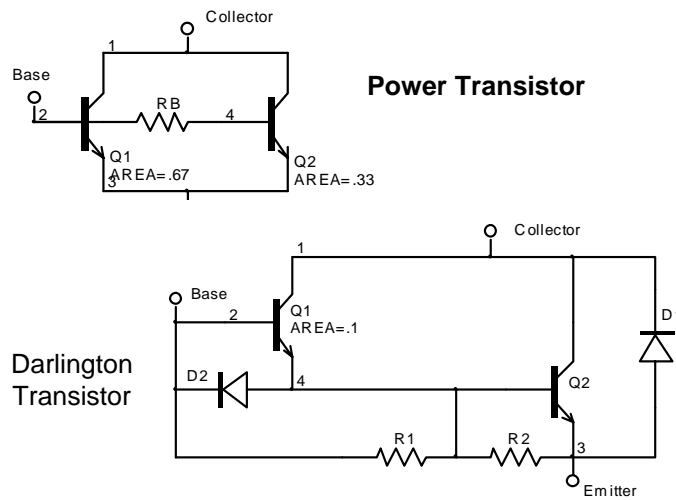 Collector
1
Base
Power Transistor
RB
2
4
Q1
AREA=.67
3
Q2
AREA=.33
Collector
1
Base
Q1
AREA=.1
2
D
Darlington
Transistor
D2
4
Q2
R1
R2
3
Emitter